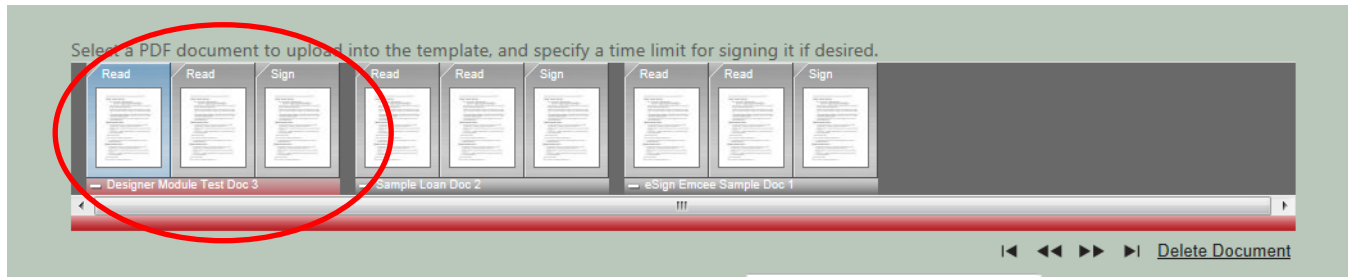 Select a PDF document to upload into the template, and specify a time limit for signing it if desired.
Read Read Sign Read Read Sign Read Read Sign
Designer Module Test Doc 3 Sample Loan Doc 2 eSign Emcee Sample Doc 1
Delete Document